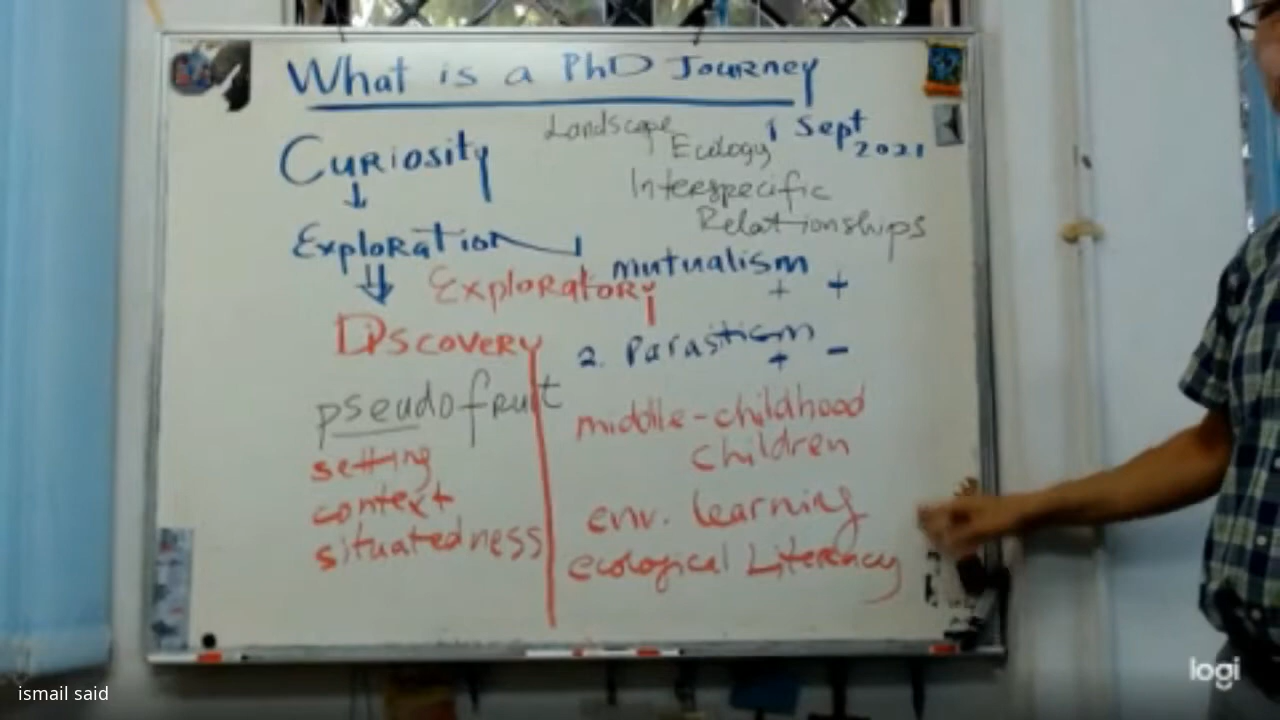 What is a PhD Journey
1 Sept
2021
Curiosity
↓
Exploration
⇓
Exploratory
Discovery
pseudofruit
setting
context
situatedness
Landscape
Ecology
Interspecific
Relationships
mutualism
+ +
2. Parasitism
+ -
middle-childhood
children
env. learning
ecological Literency
ismail said
logi